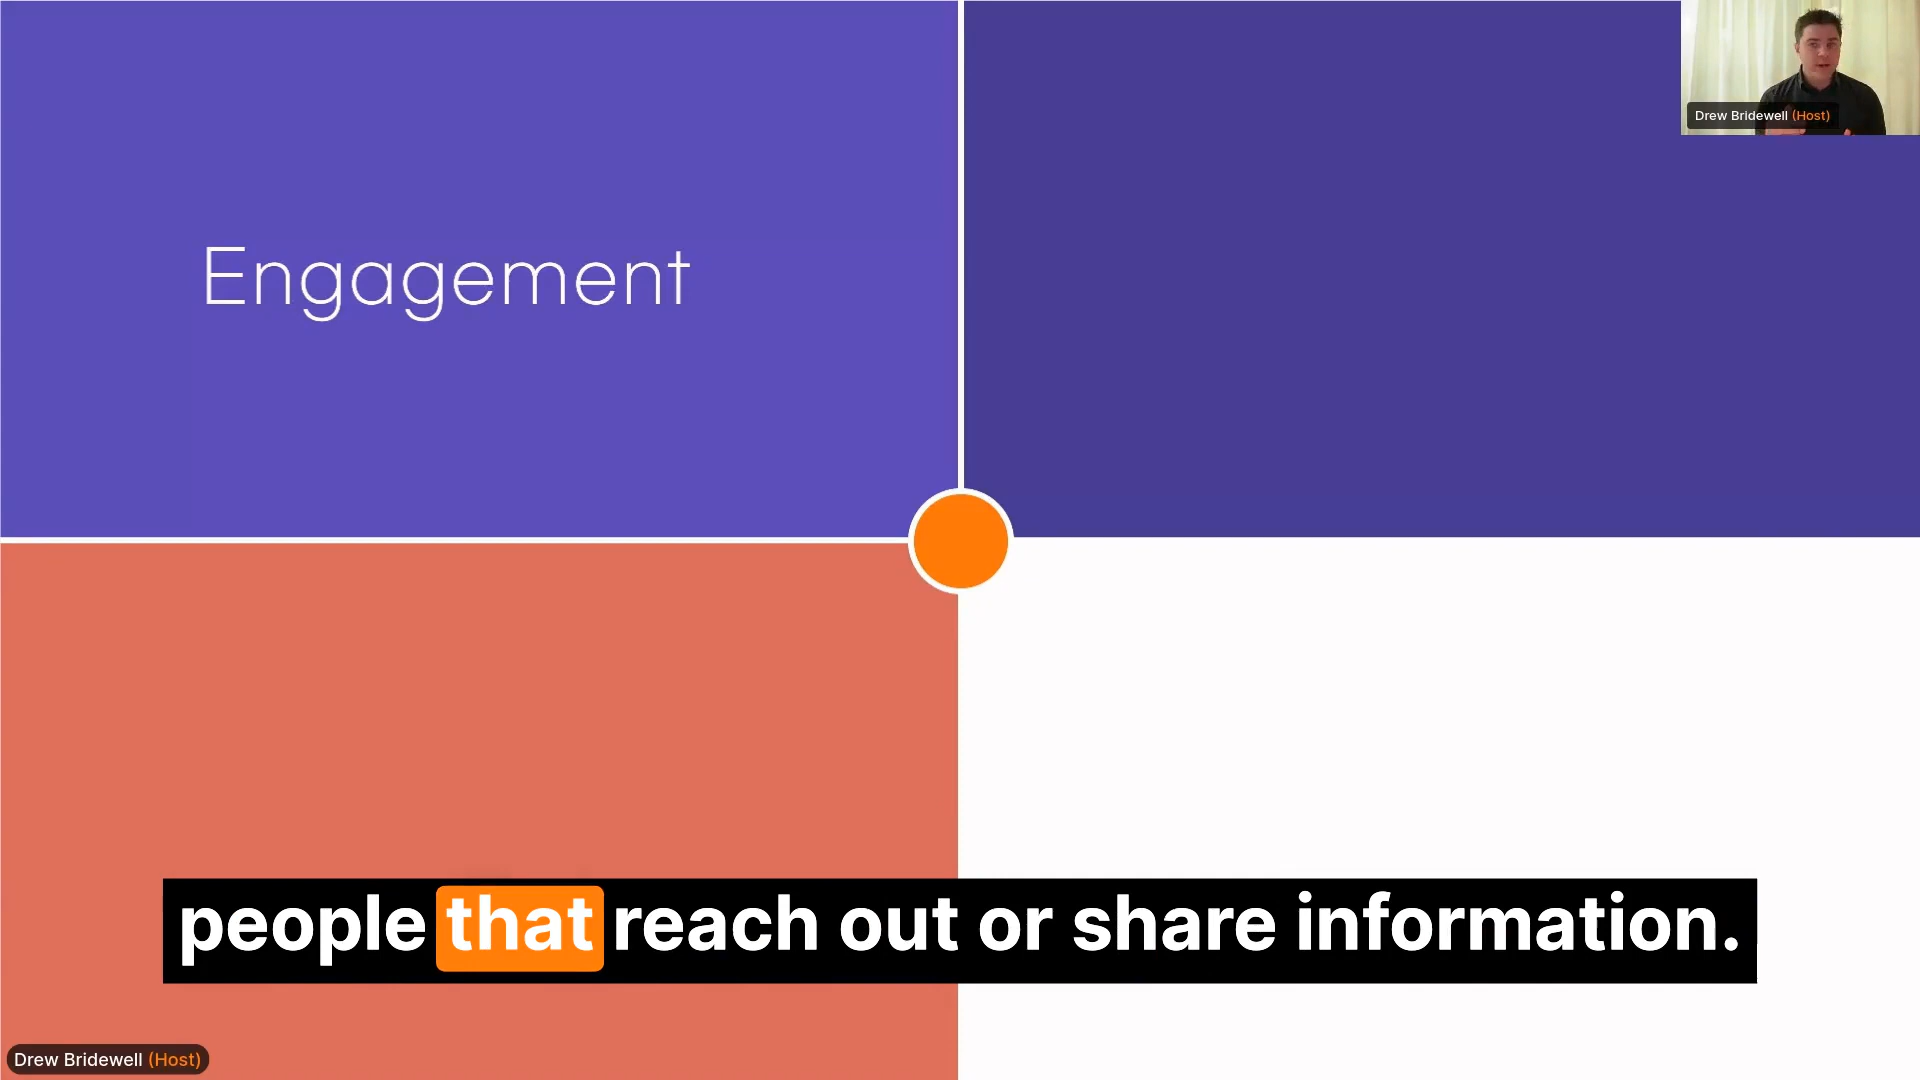 Drew Bridewell (Host)
Engagement
people that reach out or share information.
Drew Bridewell (Host)